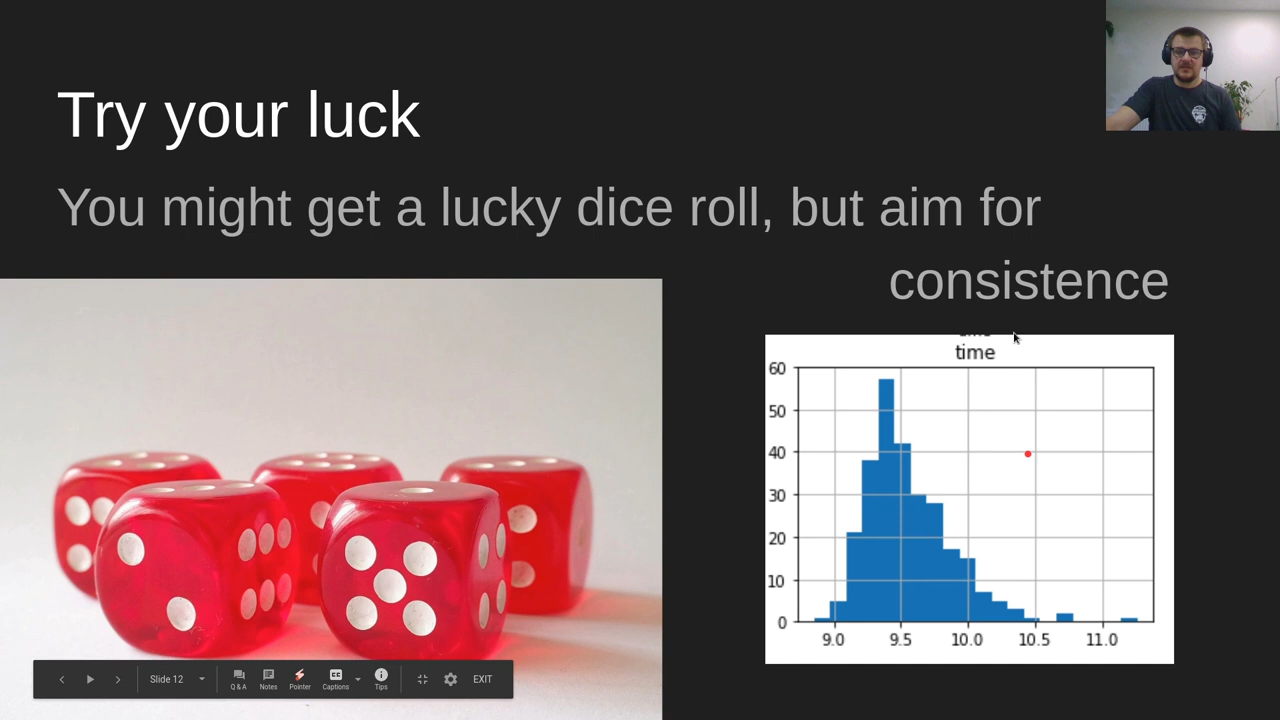 Try your luck
You might get a lucky dice roll, but aim for
consistence
time
60
50
40
30
20
10
0
9.0 9.5 10.0 10.5 11.0
Slide 12
Q & A Notes Pointer Captions Tips EXIT